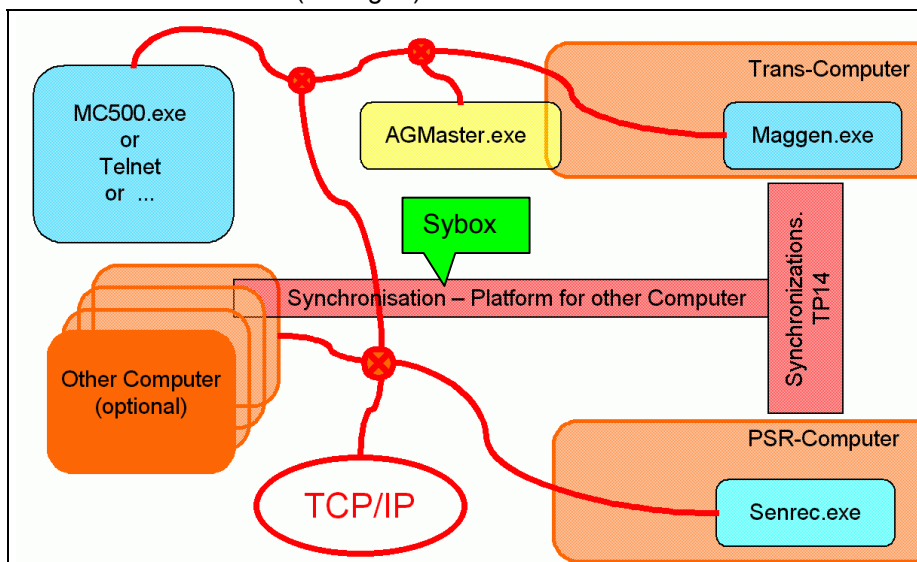 MC500.exe
or
Telnet
or ...
AGMaster.exe
Trans-Computer
Maggen.exe
Sybox
Synchronisation – Platform for other Computer
Synchronizations.
TP14
Other Computer
(optional)
TCP/IP
PSR-Computer
Senrec.exe